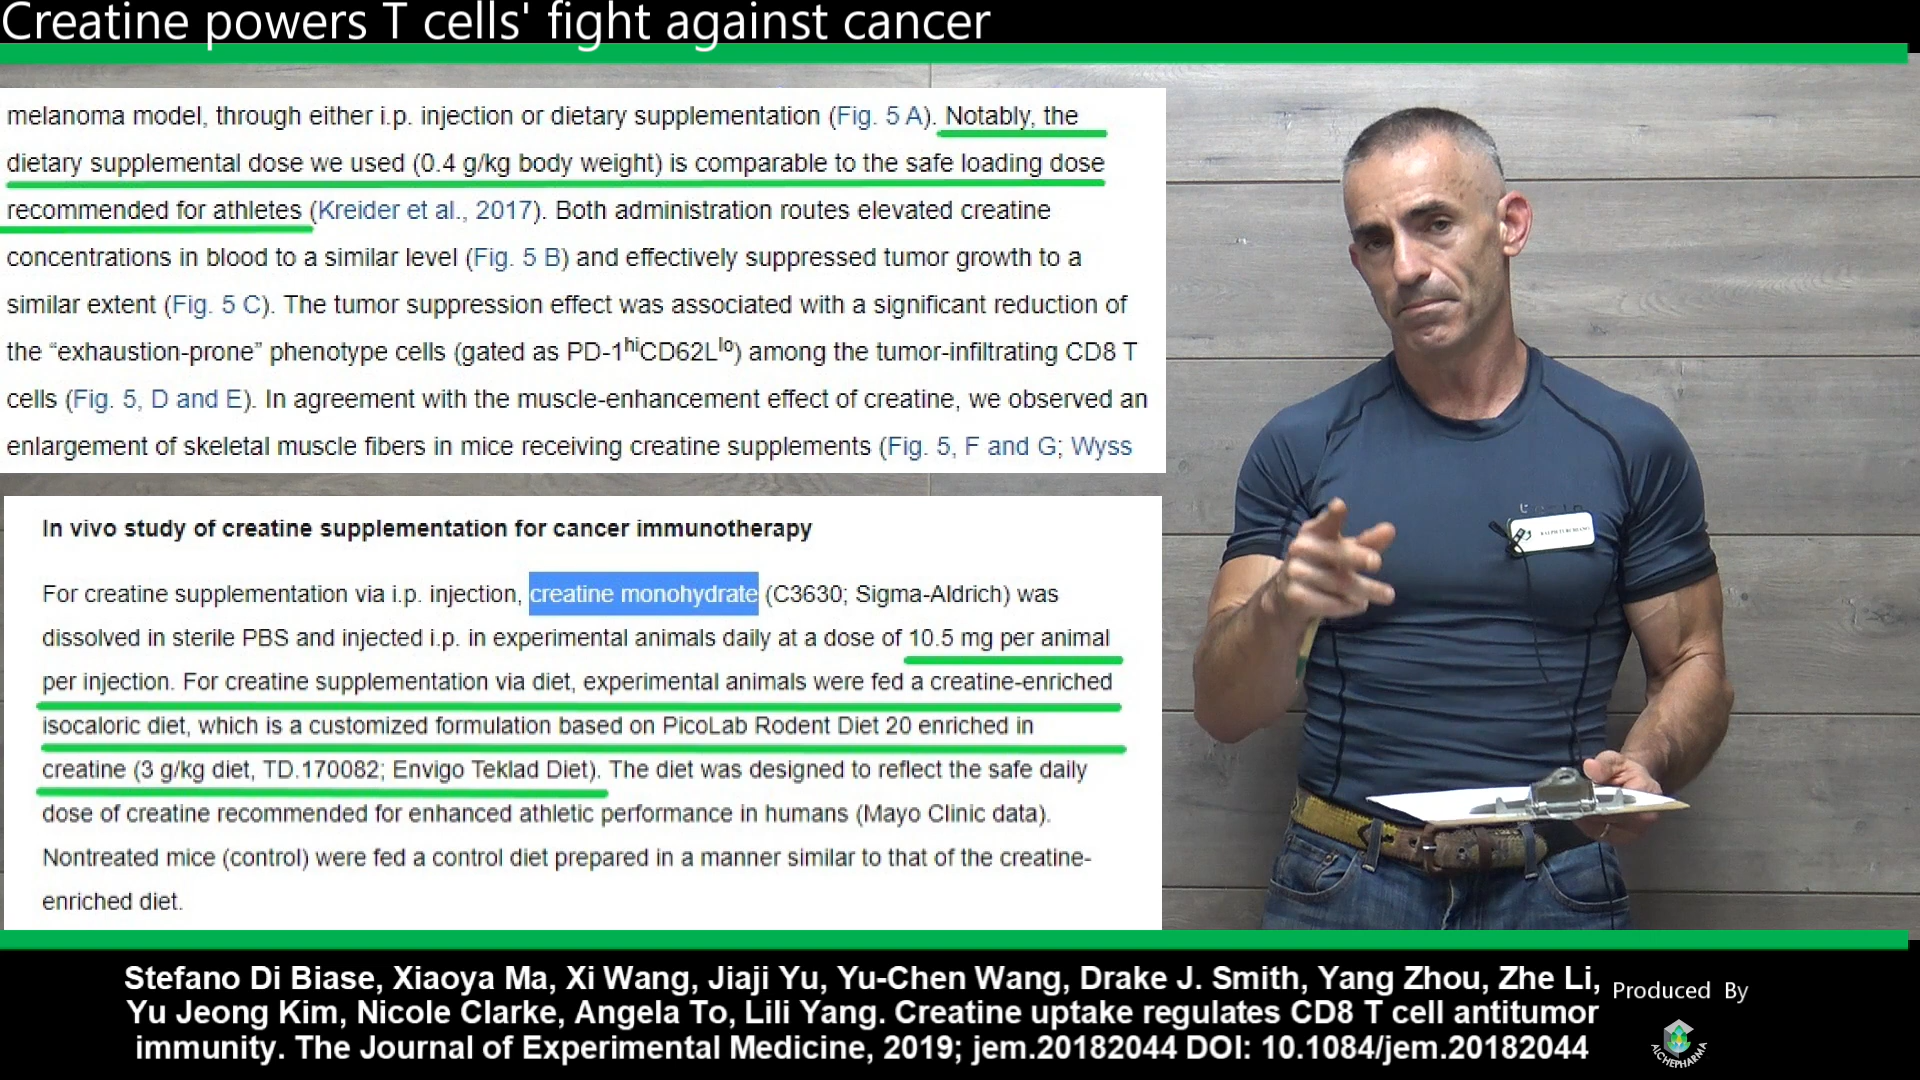 Creatine powers T cells' fight against cancer
melanoma model, through either i.p. injection or dietary supplementation (Fig. 5 A). Notably, the
dietary supplemental dose we used (0.4 g/kg body weight) is comparable to the safe loading dose
recommended for athletes (Kreider et al., 2017). Both administration routes elevated creatine
concentrations in blood to a similar level (Fig. 5 B) and effectively suppressed tumor growth to a
similar extent (Fig. 5 C). The tumor suppression effect was associated with a significant reduction of
the “exhaustion-prone” phenotype cells (gated as PD-1hiCD62Llo) among the tumor-infiltrating CD8 T
cells (Fig. 5, D and E). In agreement with the muscle-enhancement effect of creatine, we observed an
enlargement of skeletal muscle fibers in mice receiving creatine supplements (Fig. 5, F and G; Wyss
In vivo study of creatine supplementation for cancer immunotherapy
For creatine supplementation via i.p. injection, creatine monohydrate (C3630; Sigma-Aldrich) was
dissolved in sterile PBS and injected i.p. in experimental animals daily at a dose of 10.5 mg per animal
per injection. For creatine supplementation via diet, experimental animals were fed a creatine-enriched
isocaloric diet, which is a customized formulation based on PicoLab Rodent Diet 20 enriched in
creatine (3 g/kg diet, TD.170082; Envigo Teklad Diet). The diet was designed to reflect the safe daily
dose of creatine recommended for enhanced athletic performance in humans (Mayo Clinic data).
Nontreated mice (control) were fed a control diet prepared in a manner similar to that of the creatine-
enriched diet.
Stefano Di Biase, Xiaoya Ma, Xi Wang, Jiaji Yu, Yu-Chen Wang, Drake J. Smith, Yang Zhou, Zhe Li,
Yu Jeong Kim, Nicole Clarke, Angela To, Lili Yang. Creatine uptake regulates CD8 T cell antitumor
immunity. The Journal of Experimental Medicine, 2019; jem.20182044 DOI: 10.1084/jem.20182044
Produced By
ALCHEPHARMA